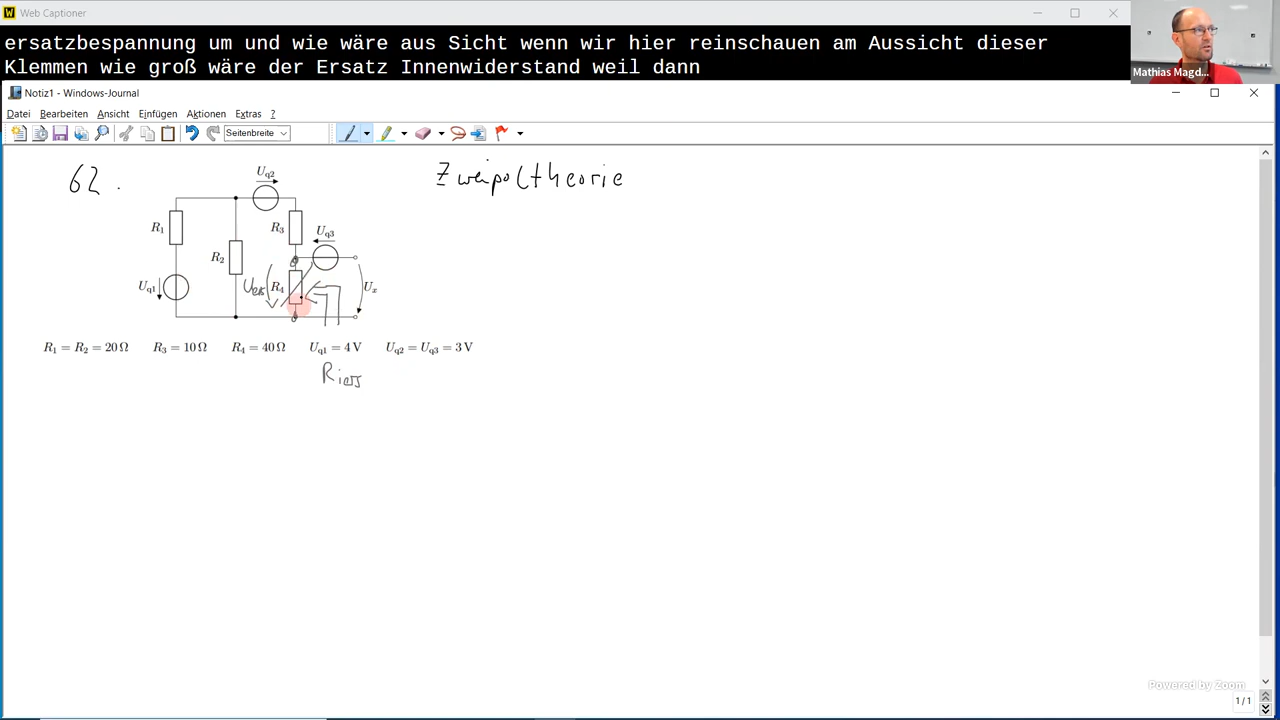 Web Captioner
ersatzbespannung um und wie wäre aus Sicht wenn wir hier reinschauen am Aussicht dieser
Klemmen wie groß wäre der Ersatz Innenwiderstand weil dann
Mathias Magd...
Notiz1 - Windows-Journal
Datei Bearbeiten Ansicht Einfügen Aktionen Extras ?
Seitenbreite
62.
Zweipoltheorie
Uq2
R1
R3
Uq3
R2
Uq1
Uers
R4
Ux
R1 = R2 = 20 Ω R3 = 10 Ω R4 = 40 Ω Uq1 = 4 V Uq2 = Uq3 = 3 V
Riers
Powered by Zoom
1/1